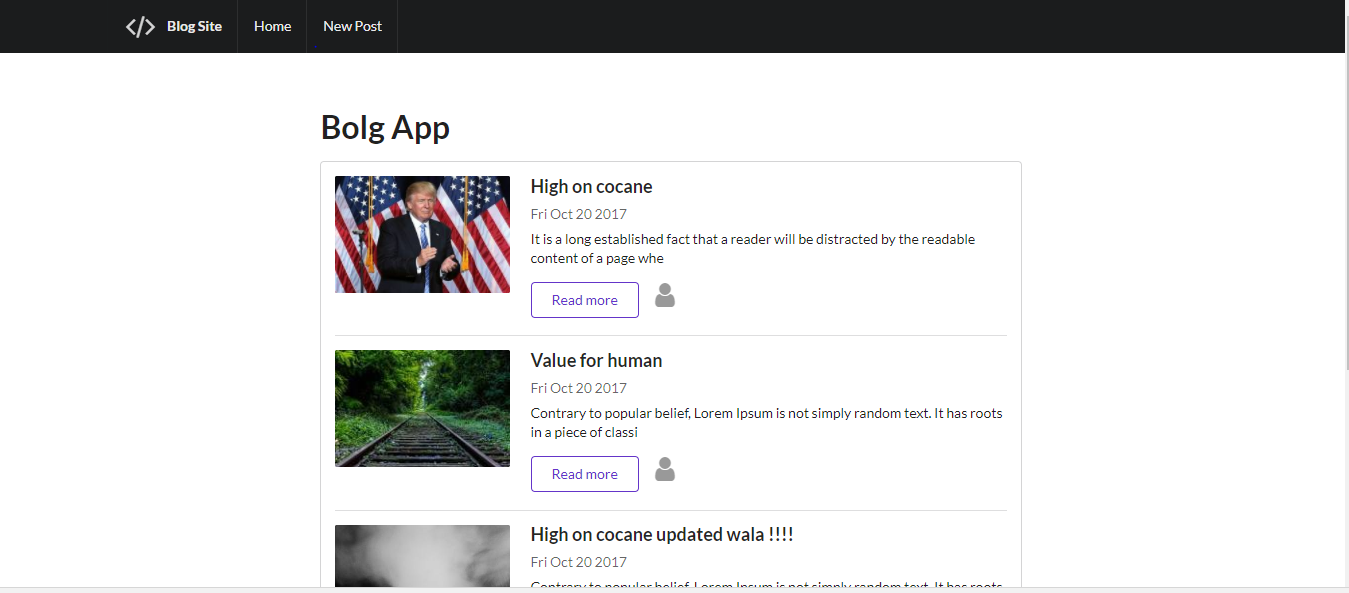 Blog Site Home New Post
Bolg App
High on cocane
Fri Oct 20 2017
It is a long established fact that a reader will be distracted by the readable
content of a page whe
Read more
Value for human
Fri Oct 20 2017
Contrary to popular belief, Lorem Ipsum is not simply random text. It has roots
in a piece of classi
Read more
High on cocane updated wala !!!!
Fri Oct 20 2017
Contrary to popular belief, Lorem Ipsum is not simply random text. It has roots